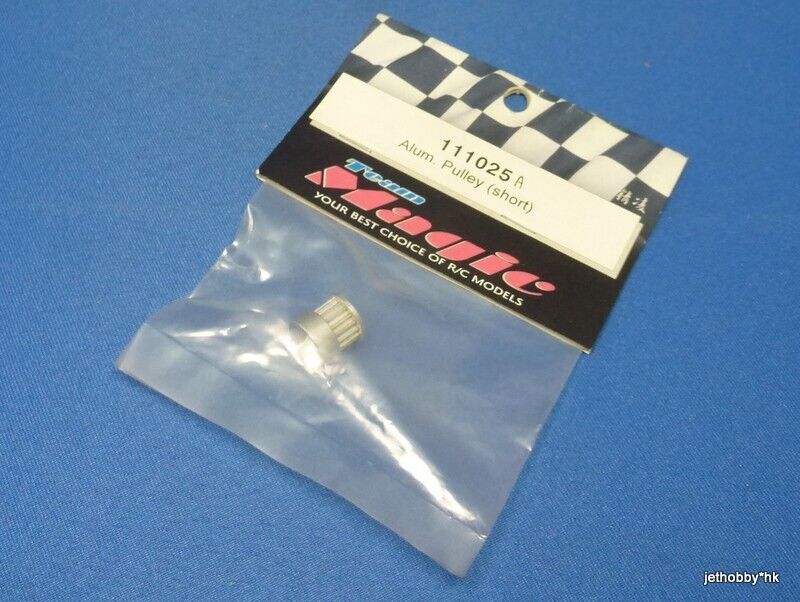 111025 A
Alum. Pulley (short)
Team
Magic
YOUR BEST CHOICE OF R/C MODELS
jethobby*hk